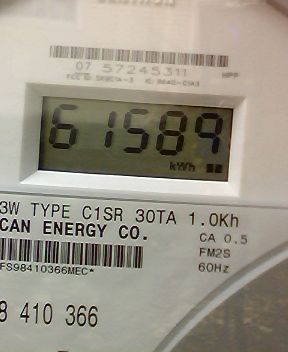 07 57245311 HPP
61589
kWh
3W TYPE C1SR 30TA 1.0Kh
CAN ENERGY CO.
CA 0.5
FM2S
60Hz
FS98410366MEC*
8 410 366